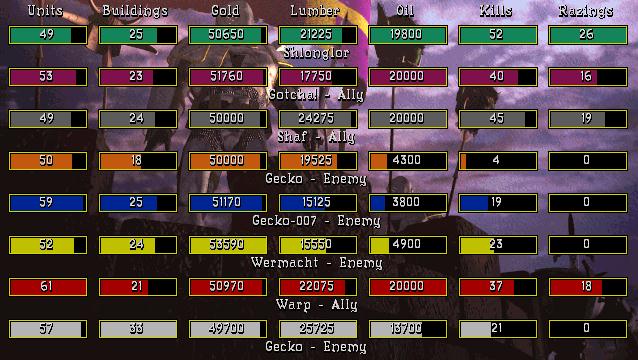 Units Buildings Gold Lumber Oil Kills Razings
49 25 50650 21225 19800 52 26
Shlonglor
53 23 51760 17750 20000 40 16
Gotcha! - Ally
49 24 50000 24275 20000 45 19
Shaf - Ally
50 18 50000 19525 4300 4 0
Gecko - Enemy
59 25 51170 15125 3800 19 0
Gecko-007 - Enemy
52 24 53590 15550 4900 23 0
Wermacht - Enemy
61 21 50970 22075 20000 37 18
Warp - Ally
57 33 49700 25725 13700 21 0
Gecko - Enemy